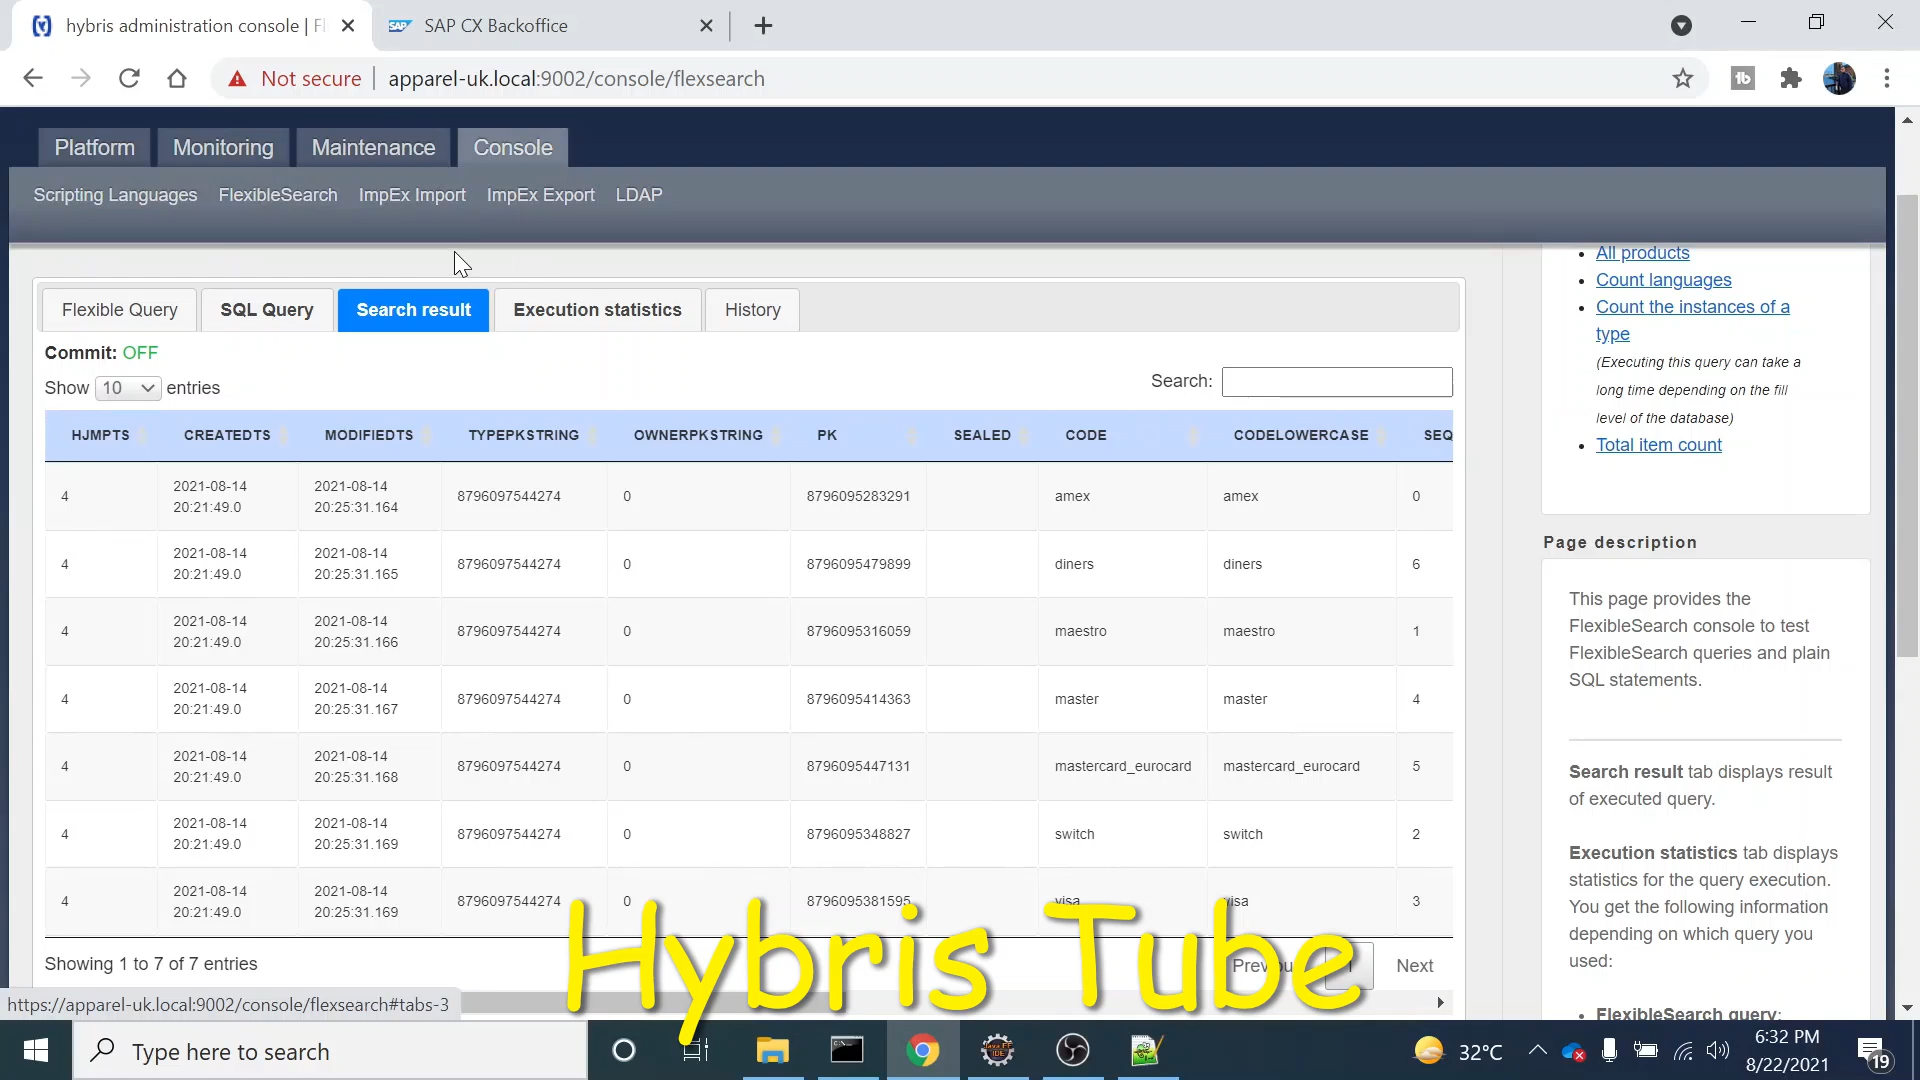 hybris administration console | Fl
SAP CX Backoffice
Not secure
apparel-uk.local:9002/console/flexsearch
Platform
Monitoring
Maintenance
Console
Scripting Languages
FlexibleSearch
ImpEx Import
ImpEx Export
LDAP
Flexible Query
SQL Query
Search result
Execution statistics
History
Commit: OFF
Show 10 entries
Search:
HJMPTS CREATEDTS MODIFIEDTS TYPEPKSTRING OWNERPKSTRING PK SEALED CODE CODELOWERCASE SEQ
4 2021-08-14 20:21:49.0 2021-08-14 20:25:31.164 8796097544274 0 8796095283291 amex amex 0
4 2021-08-14 20:21:49.0 2021-08-14 20:25:31.165 8796097544274 0 8796095479899 diners diners 6
4 2021-08-14 20:21:49.0 2021-08-14 20:25:31.166 8796097544274 0 8796095316059 maestro maestro 1
4 2021-08-14 20:21:49.0 2021-08-14 20:25:31.167 8796097544274 0 8796095414363 master master 4
4 2021-08-14 20:21:49.0 2021-08-14 20:25:31.168 8796097544274 0 8796095447131 mastercard_eurocard mastercard_eurocard 5
4 2021-08-14 20:21:49.0 2021-08-14 20:25:31.169 8796097544274 0 8796095348827 switch switch 2
4 2021-08-14 20:21:49.0 2021-08-14 20:25:31.169 8796097544274 0 8796095381595 visa visa 3
Showing 1 to 7 of 7 entries
1 Next
All products
Count languages
Count the instances of a
type
(Executing this query can take a
long time depending on the fill
level of the database)
Total item count
Page description
This page provides the
FlexibleSearch console to test
FlexibleSearch queries and plain
SQL statements.
Search result tab displays result
of executed query.
Execution statistics tab displays
statistics for the query execution.
You get the following information
depending on which query you
used:
FlexibleSearch query:
Hybris Tube
https://apparel-uk.local:9002/console/flexsearch#tabs-3
Type here to search
32°C
6:32 PM
8/22/2021
19